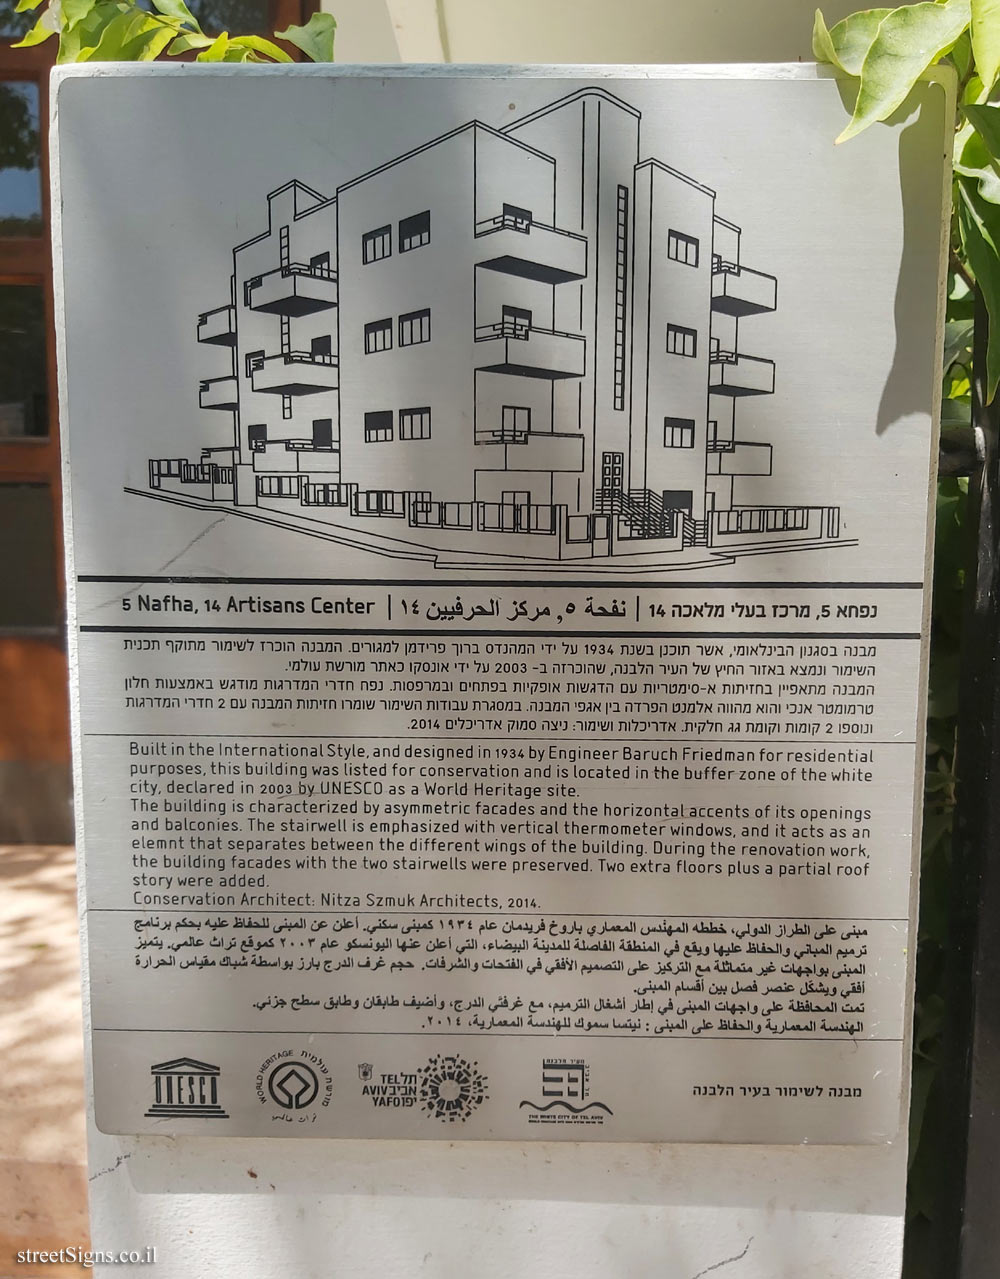 5 Nafha, 14 Artisans Center | نفحة ٥, مركز الحرفيين ١٤ | נפחא 5, מרכז בעלי מלאכה 14
מבנה בסגנון הבינלאומי, אשר תוכנן בשנת 1934 על ידי המהנדס ברוך פרידמן למגורים. המבנה הוכרז לשימור מתוקף תכנית
השימור ונמצא באזור החיץ של העיר הלבנה, שהוכרזה ב- 2003 על ידי אונסקו כאתר מורשת עולמי.
המבנה מתאפיין בחזיתות א-סימטריות עם הדגשות אופקיות בפתחים ובמרפסות. נפח חדרי המדרגות מודגש באמצעות חלון
טרמומטר אנכי והוא מהווה אלמנט הפרדה בין אגפי המבנה. במסגרת עבודות השימור שומרו חזיתות המבנה עם 2 חדרי המדרגות
ונוספו 2 קומות וקומת גג חלקית. אדריכלות ושימור: ניצה סמוק אדריכלים 2014.
Built in the International Style, and designed in 1934 by Engineer Baruch Friedman for residential
purposes, this building was listed for conservation and is located in the buffer zone of the white
city, declared in 2003 by UNESCO as a World Heritage site.
The building is characterized by asymmetric facades and the horizontal accents of its openings
and balconies. The stairwell is emphasized with vertical thermometer windows, and it acts as an
elemnt that separates between the different wings of the building. During the renovation work,
the building facades with the two stairwells were preserved. Two extra floors plus a partial roof
story were added.
Conservation Architect: Nitza Szmuk Architects, 2014.
مبنى على الطراز الدولي، خططه المهندس المعماري باروخ فريدمان عام ١٩٣٤ كمبنى سكني. أعلن عن المبنى للحفاظ عليه بحكم برنامج
ترميم المباني والحفاظ عليها ويقع في المنطقة الفاصلة للمدينة البيضاء، التي أعلن عنها اليونسكو عام ٢٠٠٣ كموقع تراث عالمي. يتميز
المبنى بواجهات غير متماثلة مع التركيز على التصميم الأفقي في الفتحات والشرفات. حجم غرف الدرج بارز بواسطة شباك مقياس الحرارة
أفقي ويشكّل عنصر فصل بين أقسام المبنى.
تمت المحافظة على واجهات المبنى في إطار أشغال الترميم، مع غرفتي الدرج، وأضيف طابقان وطابق سطح جزئي.
الهندسة المعمارية والحفاظ على المبنى : نيتسا سموك للهندسة المعمارية، ٢٠١٤.
UNESCO
WORLD HERITAGE מורשת עולמית
تراث عالمي
TEL תל
AVIV אביב
YAFO יפו
העיר הלבנה
תל אביב
THE WHITE CITY OF TEL AVIV
מבנה לשימור בעיר הלבנה
streetSigns.co.il